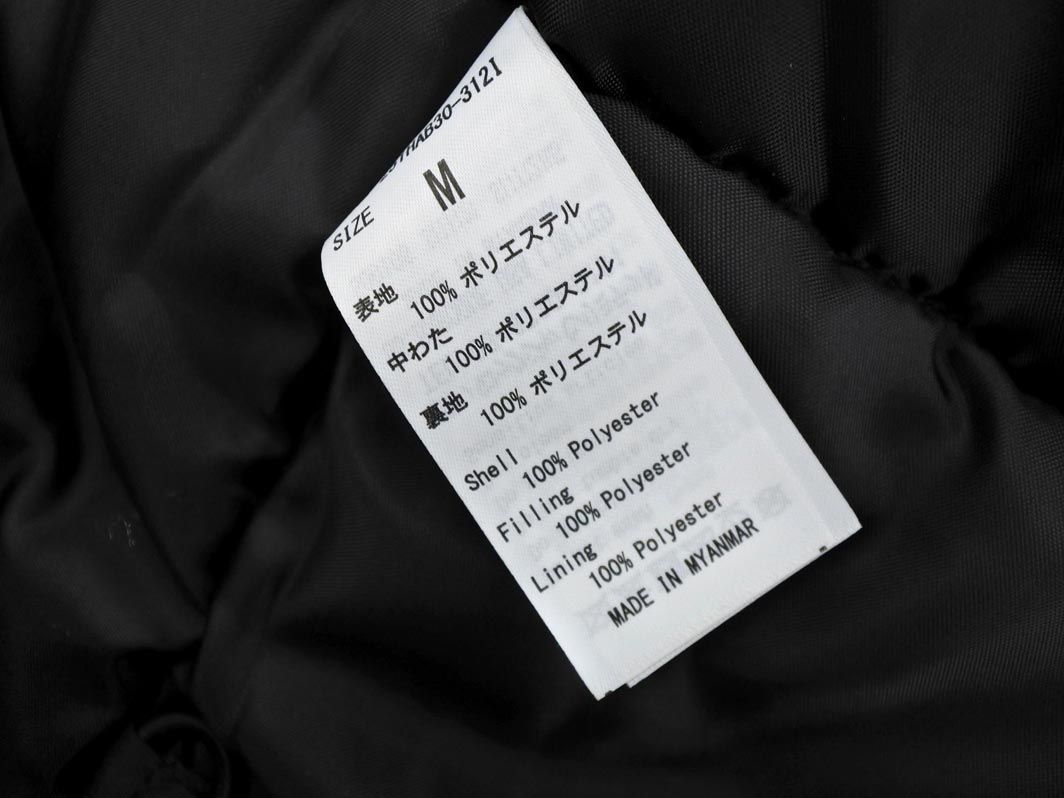 SIZE M
表地
100% ポリエステル
中わた
100% ポリエステル
裏地
100% ポリエステル
Shell
100% Polyester
Filling
100% Polyester
Lining
100% Polyester
MADE IN MYANMAR